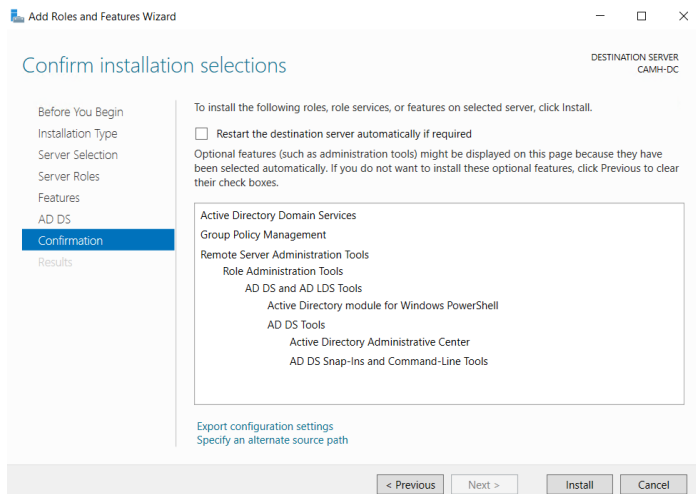 Add Roles and Features Wizard
Confirm installation selections
DESTINATION SERVER
CAMH-DC
Before You Begin
Installation Type
Server Selection
Server Roles
Features
AD DS
Confirmation
Results
To install the following roles, role services, or features on selected server, click Install.
Restart the destination server automatically if required
Optional features (such as administration tools) might be displayed on this page because they have
been selected automatically. If you do not want to install these optional features, click Previous to clear
their check boxes.
Active Directory Domain Services
Group Policy Management
Remote Server Administration Tools
Role Administration Tools
AD DS and AD LDS Tools
Active Directory module for Windows PowerShell
AD DS Tools
Active Directory Administrative Center
AD DS Snap-Ins and Command-Line Tools
Export configuration settings
Specify an alternate source path
< Previous
Next >
Install
Cancel